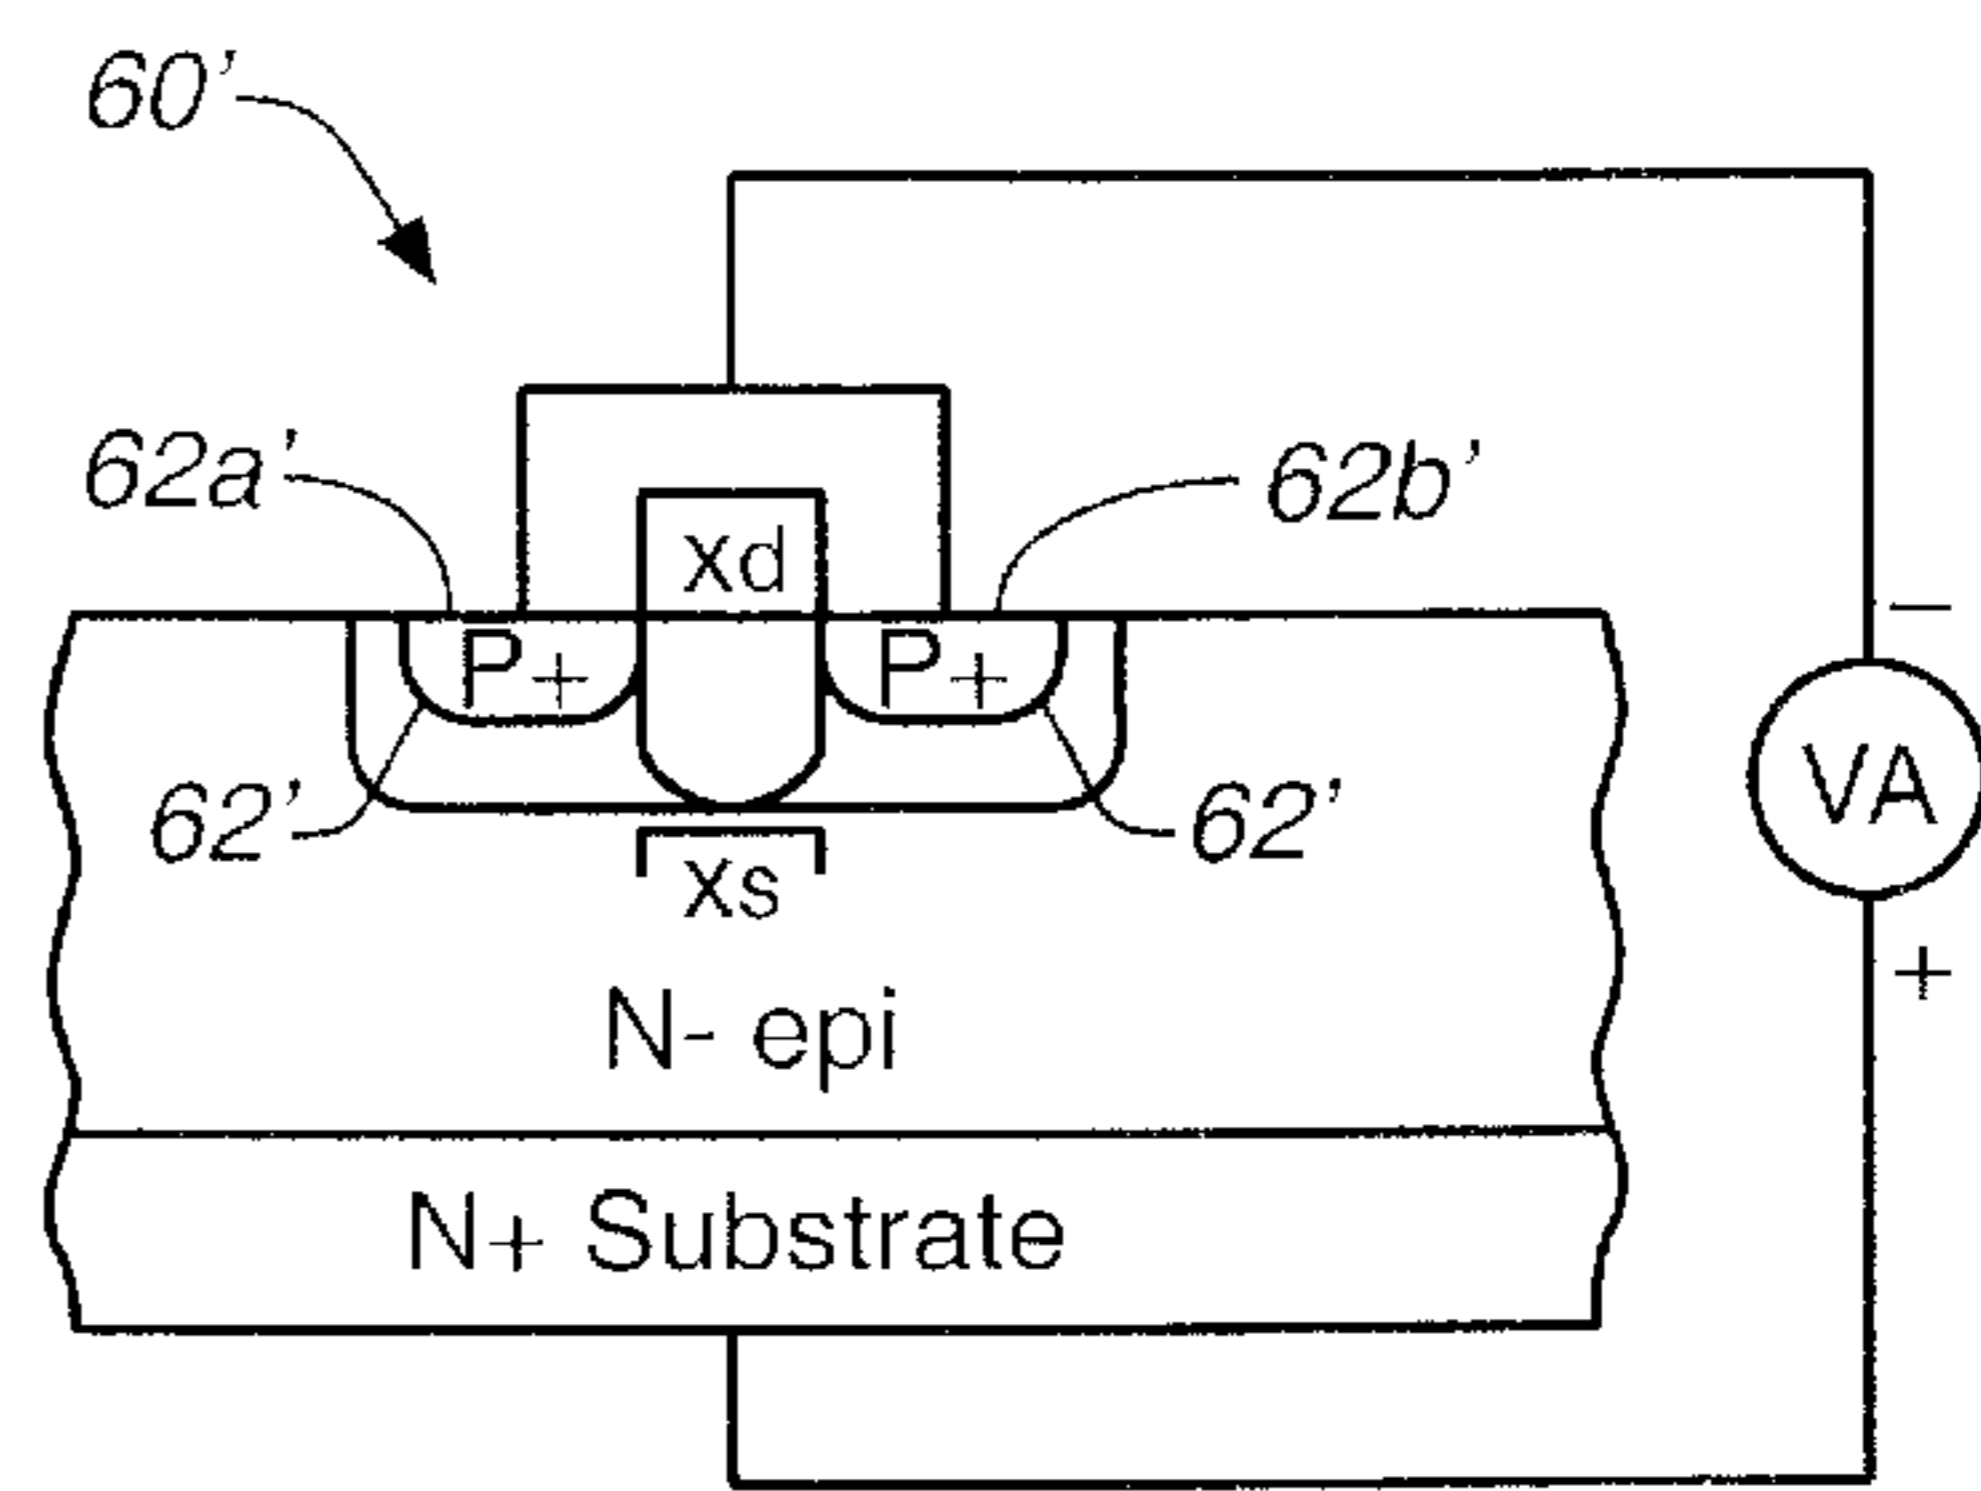 60'
62a'
62b'
xd
P+
P+
−
62'
62'
VA
xs
+
N- epi
N+ Substrate